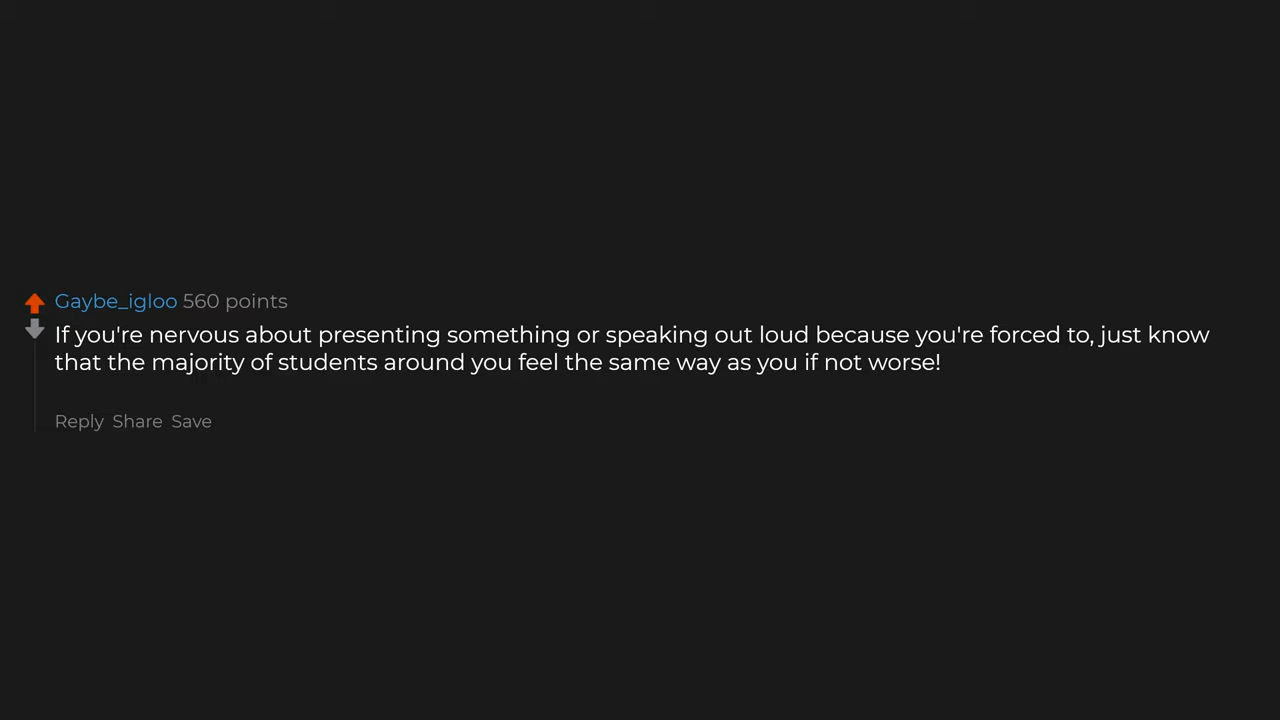 Gaybe_igloo 560 points
If you're nervous about presenting something or speaking out loud because you're forced to, just know
that the majority of students around you feel the same way as you if not worse!
Reply Share Save